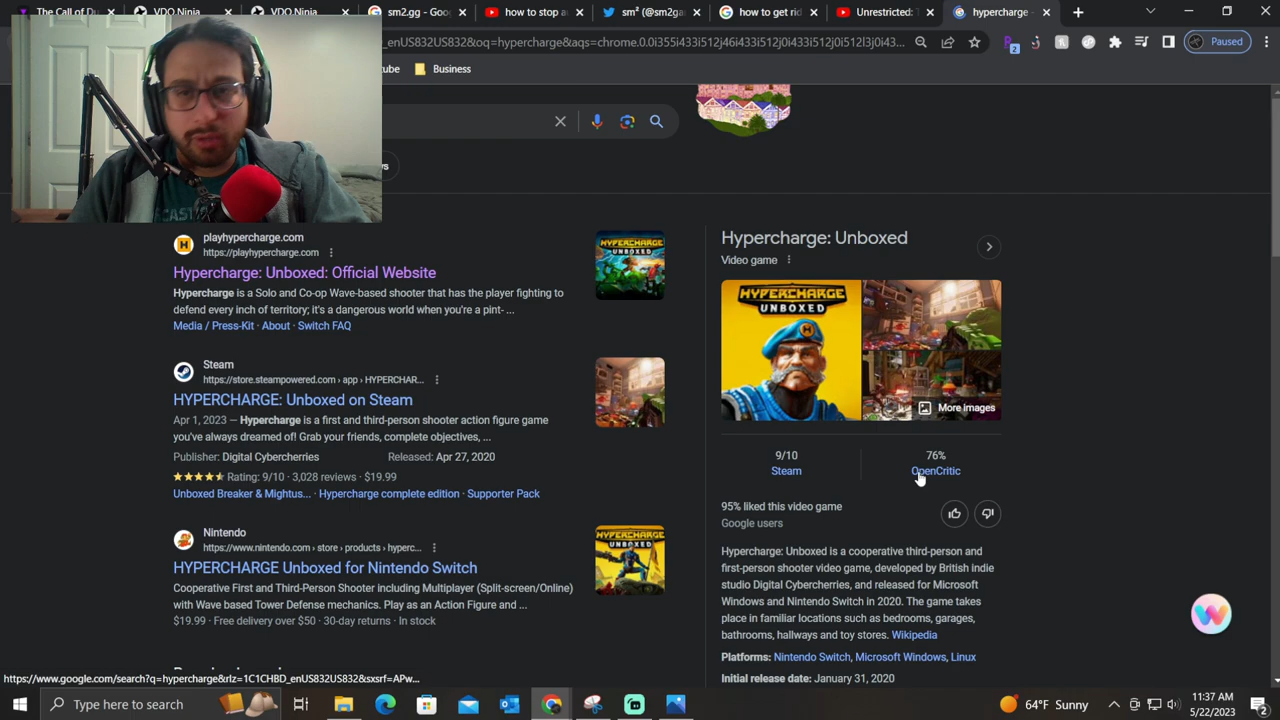 The Call of Du
VDO Ninja
VDO Ninja
sm2.gg - Goo
how to stop a
sm² (@sm2ga
how to get rid
Unrestricted: T
hypercharge -
_enUS832US832&oq=hypercharge&aqs=chrome.0.0i355i433i512j46i433i512j0i433i512j0i512l3j0i43...
2
Paused
ube
Business
s
playhypercharge.com
https://playhypercharge.com
Hypercharge: Unboxed: Official Website
Hypercharge is a Solo and Co-op Wave-based shooter that has the player fighting to
defend every inch of territory; it's a dangerous world when you're a pint- ...
Media / Press-Kit · About · Switch FAQ
HYPERCHARGE
UNBOXED
Steam
https://store.steampowered.com › app › HYPERCHAR...
HYPERCHARGE: Unboxed on Steam
Apr 1, 2023 — Hypercharge is a first and third-person shooter action figure game
you've always dreamed of! Grab your friends, complete objectives, ...
Publisher: Digital Cybercherries
Released: Apr 27, 2020
Rating: 9/10 · 3,028 reviews · $19.99
Unboxed Breaker & Mightus... · Hypercharge complete edition · Supporter Pack
Nintendo
https://www.nintendo.com › store › products › hyperc...
HYPERCHARGE Unboxed for Nintendo Switch
Cooperative First and Third-Person Shooter including Multiplayer (Split-screen/Online)
with Wave based Tower Defense mechanics. Play as an Action Figure and ...
$19.99 · Free delivery over $50 · 30-day returns · In stock
HYPERCHARGE
UNBOXED
Hypercharge: Unboxed
Video game
HYPERCHARGE
UNBOXED
More images
9/10
Steam
76%
OpenCritic
95% liked this video game
Google users
Hypercharge: Unboxed is a cooperative third-person and
first-person shooter video game, developed by British indie
studio Digital Cybercherries, and released for Microsoft
Windows and Nintendo Switch in 2020. The game takes
place in familiar locations such as bedrooms, garages,
bathrooms, hallways and toy stores. Wikipedia
Platforms: Nintendo Switch, Microsoft Windows, Linux
Initial release date: January 31, 2020
https://www.google.com/search?q=hypercharge&rlz=1C1CHBD_enUS832US832&sxsrf=APw...
Type here to search
64°F Sunny
11:37 AM
5/22/2023
2